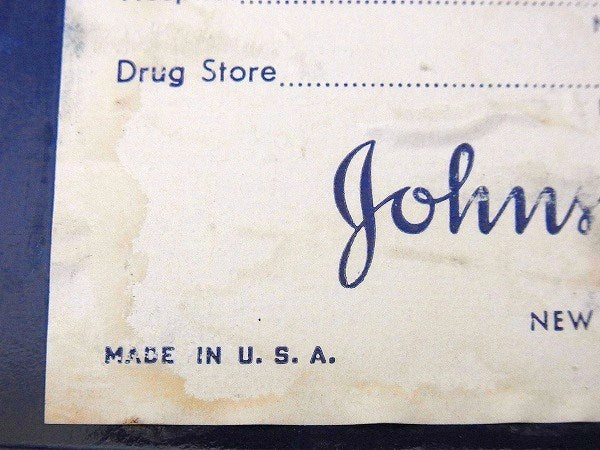 Drug Store
Johns
NEW
MADE IN U. S. A.